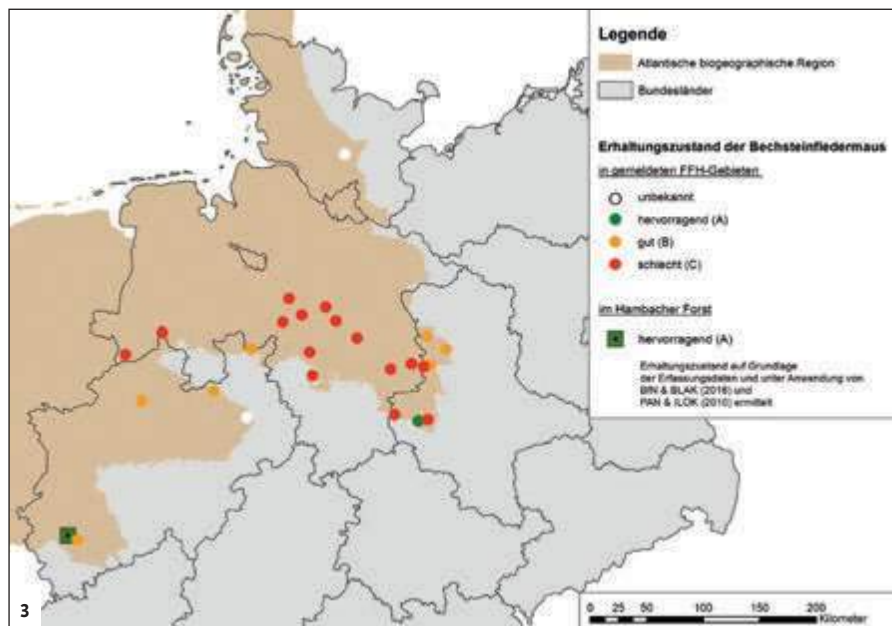 Legende
Atlantische biogeographische Region
Bundesländer
Erhaltungszustand der Bechsteinfledermaus
in gemeldeten FFH-Gebieten
unbekannt
hervorragend (A)
gut (B)
schlecht (C)
im Hambacher Forst
hervorragend (A)
Erhaltungszustand auf Grundlage
der Erfassungsdaten und unter Anwendung von
BfN & BLAK (2016) und
PAN & ILÖK (2010) ermittelt
3
0 25 50 100 150 200
Kilometer